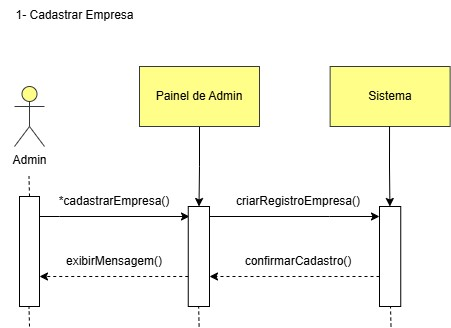 1- Cadastrar Empresa
Painel de Admin
Sistema
Admin
*cadastrarEmpresa()
criarRegistroEmpresa()
exibirMensagem()
confirmarCadastro()